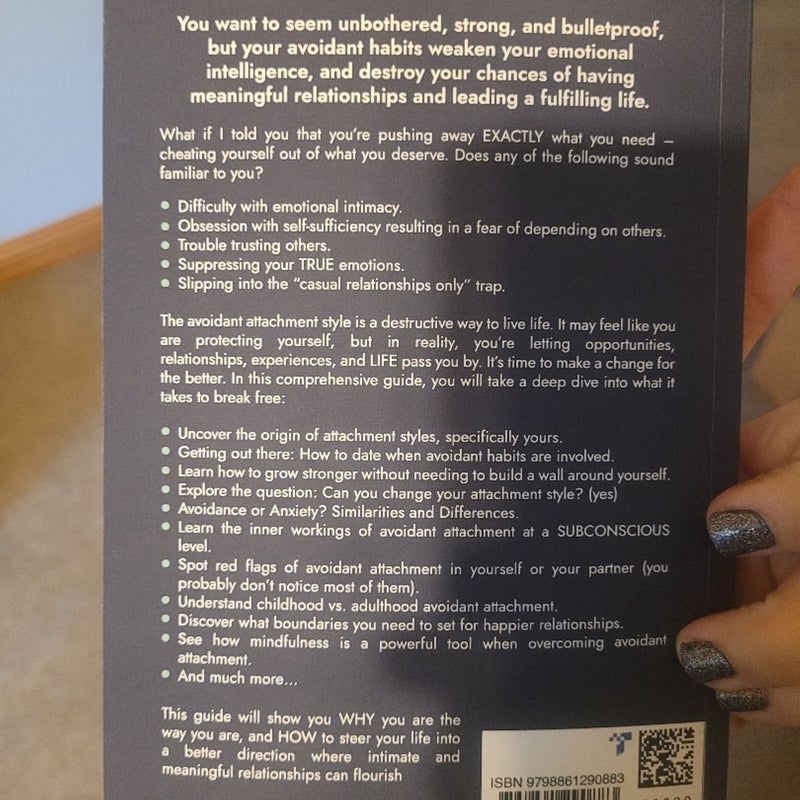 You want to seem unbothered, strong, and bulletproof,
but your avoidant habits weaken your emotional
intelligence, and destroy your chances of having
meaningful relationships and leading a fulfilling life.
What if I told you that you're pushing away EXACTLY what you need –
cheating yourself out of what you deserve. Does any of the following sound
familiar to you?
• Difficulty with emotional intimacy.
• Obsession with self-sufficiency resulting in a fear of depending on others.
• Trouble trusting others.
• Suppressing your TRUE emotions.
• Slipping into the "casual relationships only" trap.
The avoidant attachment style is a destructive way to live life. It may feel like you
are protecting yourself, but in reality, you're letting opportunities,
relationships, experiences, and LIFE pass you by. It's time to make a change for
the better. In this comprehensive guide, you will take a deep dive into what it
takes to break free:
• Uncover the origin of attachment styles, specifically yours.
• Getting out there: How to date when avoidant habits are involved.
• Learn how to grow stronger without needing to build a wall around yourself.
• Explore the question: Can you change your attachment style? (yes)
• Avoidance or Anxiety? Similarities and Differences.
• Learn the inner workings of avoidant attachment at a SUBCONSCIOUS
level.
• Spot red flags of avoidant attachment in yourself or your partner (you
probably don't notice most of them).
• Understand childhood vs. adulthood avoidant attachment.
• Discover what boundaries you need to set for happier relationships.
• See how mindfulness is a powerful tool when overcoming avoidant
attachment.
• And much more...
This guide will show you WHY you are the
way you are, and HOW to steer your life into
a better direction where intimate and
meaningful relationships can flourish
ISBN 9798861290883